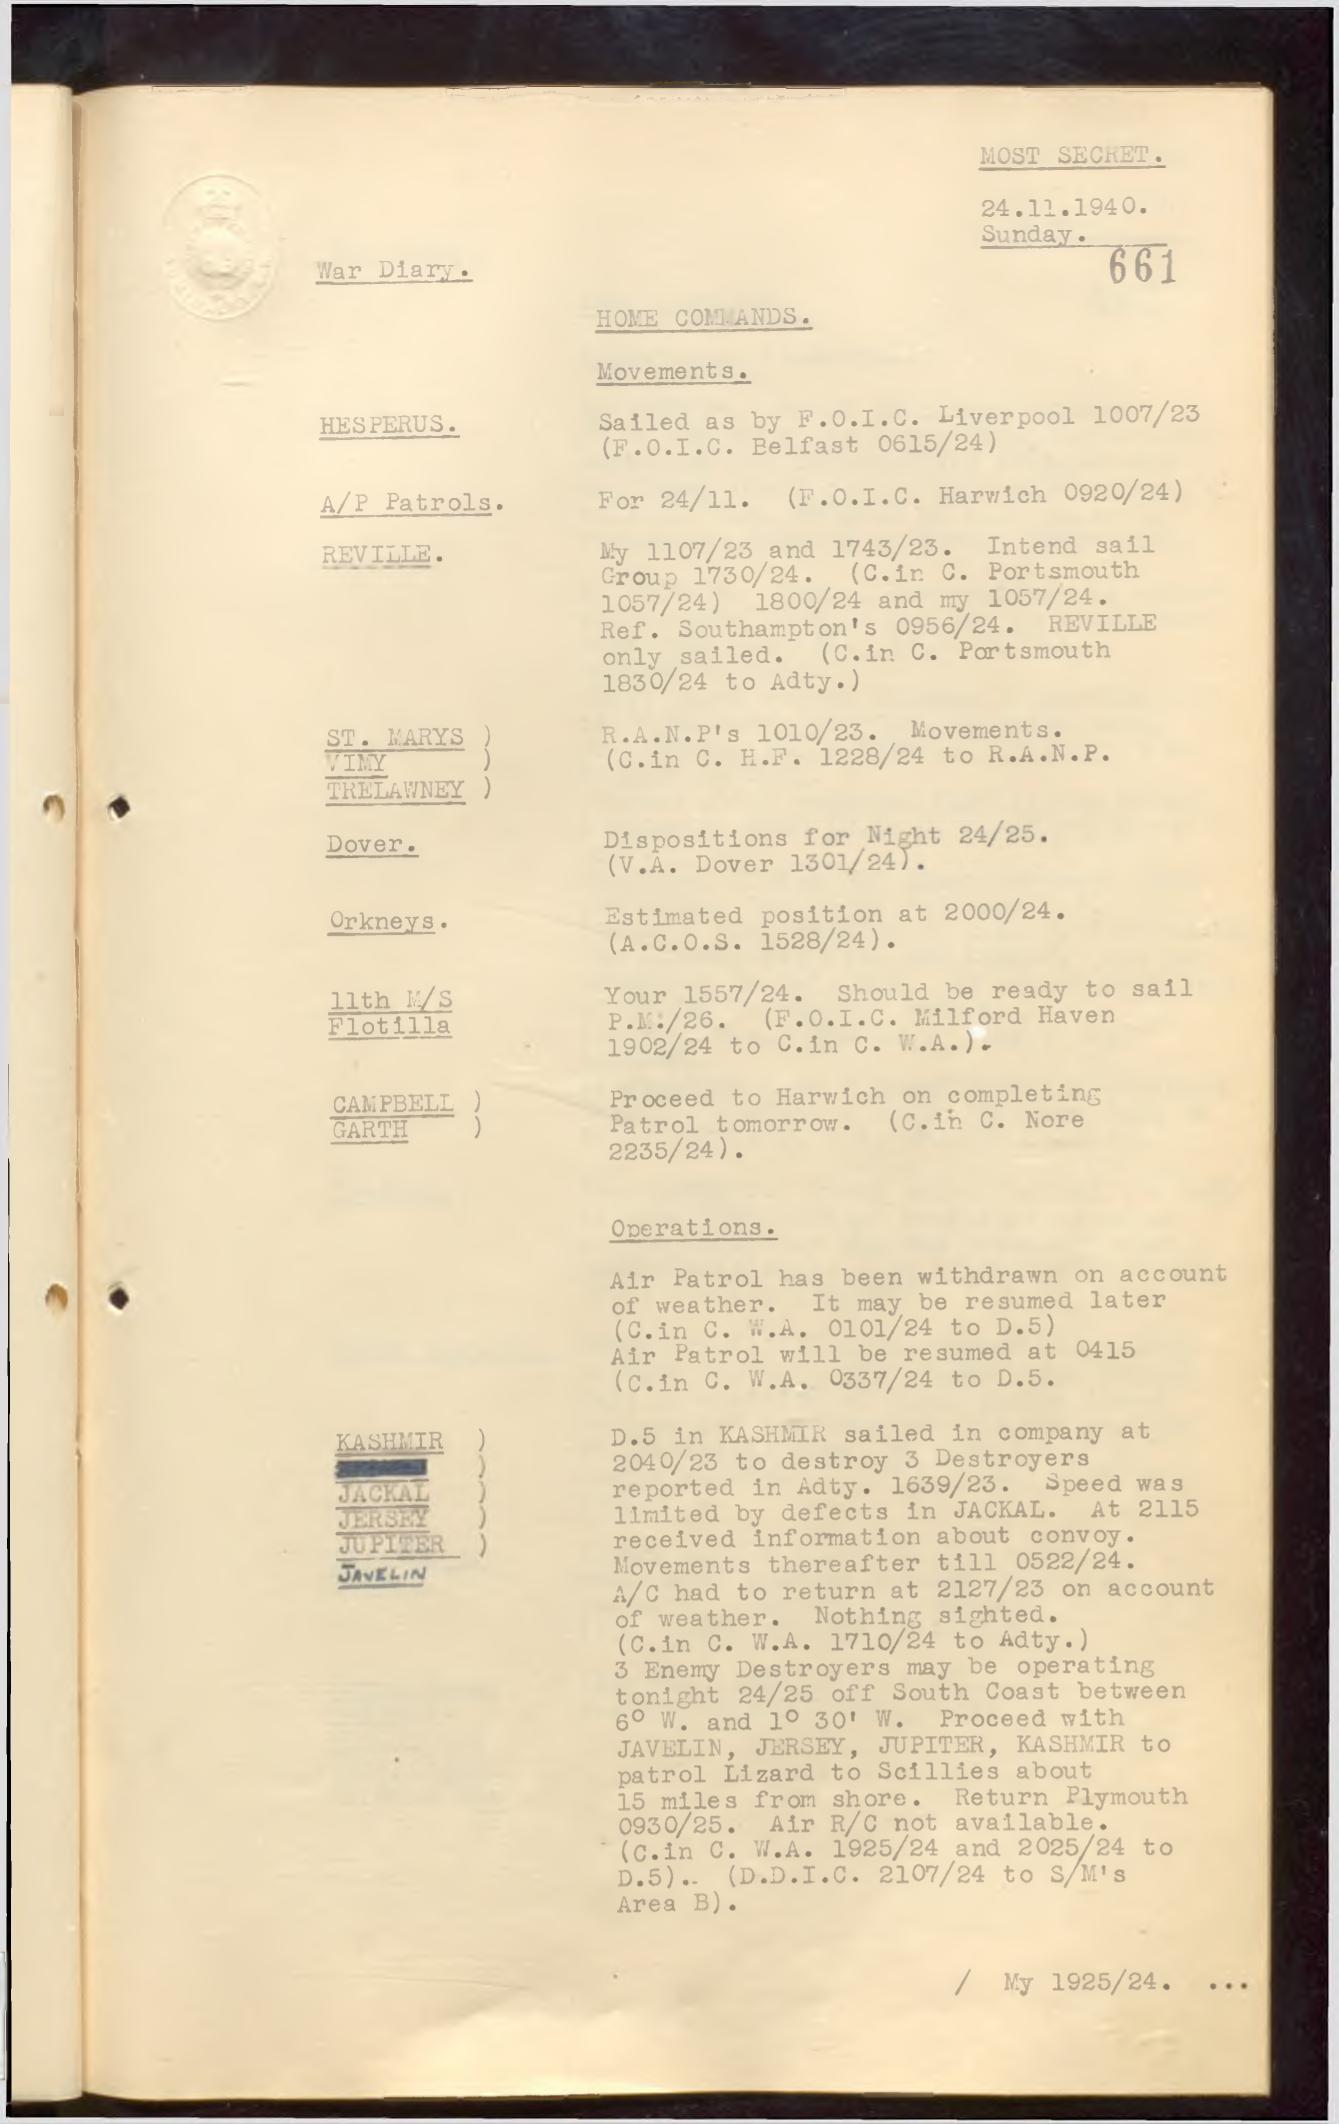 MOST SECRET.
24.11.1940.
Sunday.
661
War Diary.
HOME COMMANDS.
Movements.
HESPERUS.
Sailed as by F.O.I.C. Liverpool 1007/23
(F.O.I.C. Belfast 0615/24)
A/P Patrols.
For 24/11. (F.O.I.C. Harwich 0920/24)
REVILLE.
My 1107/23 and 1743/23. Intend sail
Group 1730/24. (C.in C. Portsmouth
1057/24) 1800/24 and my 1057/24.
Ref. Southampton's 0956/24. REVILLE
only sailed. (C.in C. Portsmouth
1830/24 to Adty.)
ST. MARYS )
VIMY )
TRELAWNEY )
R.A.N.P's 1010/23. Movements.
(C.in C. H.F. 1228/24 to R.A.N.P.
Dover.
Dispositions for Night 24/25.
(V.A. Dover 1301/24).
Orkneys.
Estimated position at 2000/24.
(A.C.O.S. 1528/24).
11th M/S
Flotilla
Your 1557/24. Should be ready to sail
P.M./26. (F.O.I.C. Milford Haven
1902/24 to C.in C. W.A.).
CAMPBELL )
GARTH )
Proceed to Harwich on completing
Patrol tomorrow. (C.in C. Nore
2235/24).
Operations.
Air Patrol has been withdrawn on account
of weather. It may be resumed later
(C.in C. W.A. 0101/24 to D.5)
Air Patrol will be resumed at 0415
(C.in C. W.A. 0337/24 to D.5.
KASHMIR )
)
JACKAL )
JERSEY )
JUPITER )
JAVELIN
D.5 in KASHMIR sailed in company at
2040/23 to destroy 3 Destroyers
reported in Adty. 1639/23. Speed was
limited by defects in JACKAL. At 2115
received information about convoy.
Movements thereafter till 0522/24.
A/C had to return at 2127/23 on account
of weather. Nothing sighted.
(C.in C. W.A. 1710/24 to Adty.)
3 Enemy Destroyers may be operating
tonight 24/25 off South Coast between
6° W. and 1° 30' W. Proceed with
JAVELIN, JERSEY, JUPITER, KASHMIR to
patrol Lizard to Scillies about
15 miles from shore. Return Plymouth
0930/25. Air R/C not available.
(C.in C. W.A. 1925/24 and 2025/24 to
D.5).. (D.D.I.C. 2107/24 to S/M's
Area B).
/ My 1925/24. ...